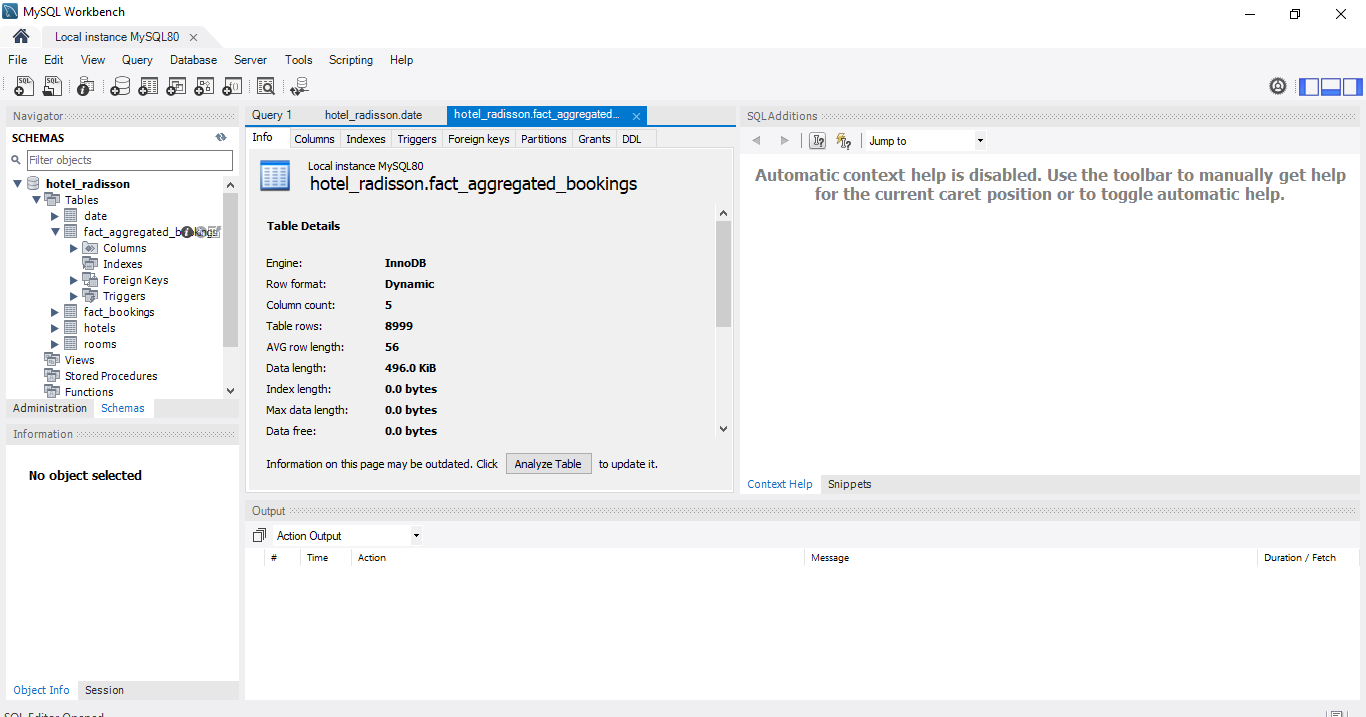 MySQL Workbench
Local instance MySQL80
File Edit View Query Database Server Tools Scripting Help
Navigator
SCHEMAS
Filter objects
hotel_radisson
Tables
date
fact_aggregated_bookings
Columns
Indexes
Foreign Keys
Triggers
fact_bookings
hotels
rooms
Views
Stored Procedures
Functions
Administration Schemas
Information
No object selected
Object Info Session
Query 1 hotel_radisson.date hotel_radisson.fact_aggregated...
Info Columns Indexes Triggers Foreign keys Partitions Grants DDL
Local instance MySQL80
hotel_radisson.fact_aggregated_bookings
Table Details
Engine: InnoDB
Row format: Dynamic
Column count: 5
Table rows: 8999
AVG row length: 56
Data length: 496.0 KiB
Index length: 0.0 bytes
Max data length: 0.0 bytes
Data free: 0.0 bytes
Information on this page may be outdated. Click Analyze Table to update it.
SQLAdditions
Jump to
Automatic context help is disabled. Use the toolbar to manually get help
for the current caret position or to toggle automatic help.
Context Help Snippets
Output
Action Output
# Time Action Message Duration / Fetch
SQL Editor Opened.